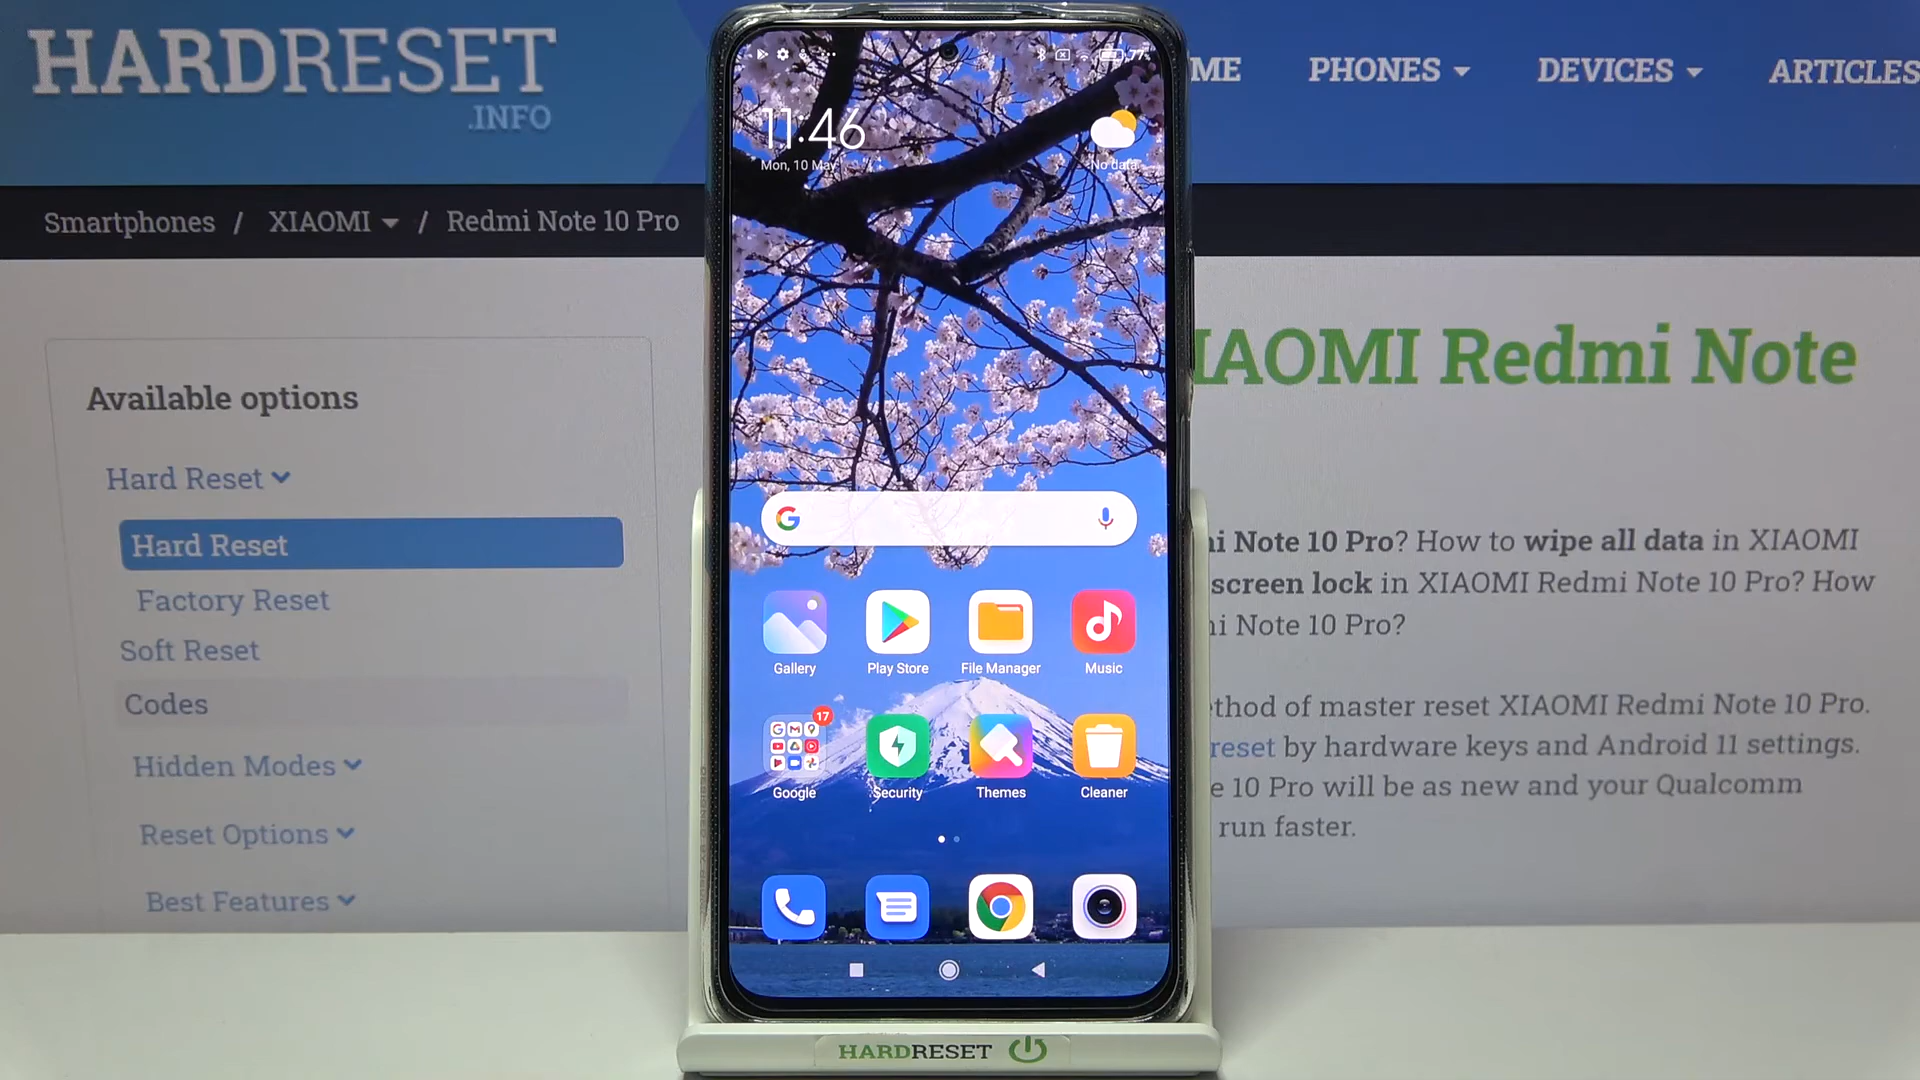 HARDRESET
.INFO
ME
PHONES
DEVICES
ARTICLES
Smartphones / XIAOMI / Redmi Note 10 Pro
Available options
Hard Reset
Hard Reset
Factory Reset
Soft Reset
Codes
Hidden Modes
Reset Options
Best Features
77%
11:46
Mon, 10 May
No data
G
Gallery
Play Store
File Manager
Music
17
Google
Security
Themes
Cleaner
IAOMI Redmi Note
Note 10 Pro? How to wipe all data in XIAOMI
screen lock in XIAOMI Redmi Note 10 Pro? How
Note 10 Pro?
thod of master reset XIAOMI Redmi Note 10 Pro.
reset by hardware keys and Android 11 settings.
e 10 Pro will be as new and your Qualcomm
run faster.
HARDRESET